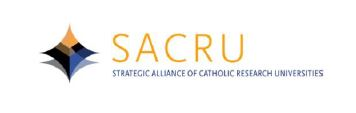 SACRU
STRATEGIC ALLIANCE OF CATHOLIC RESEARCH UNIVERSITIES